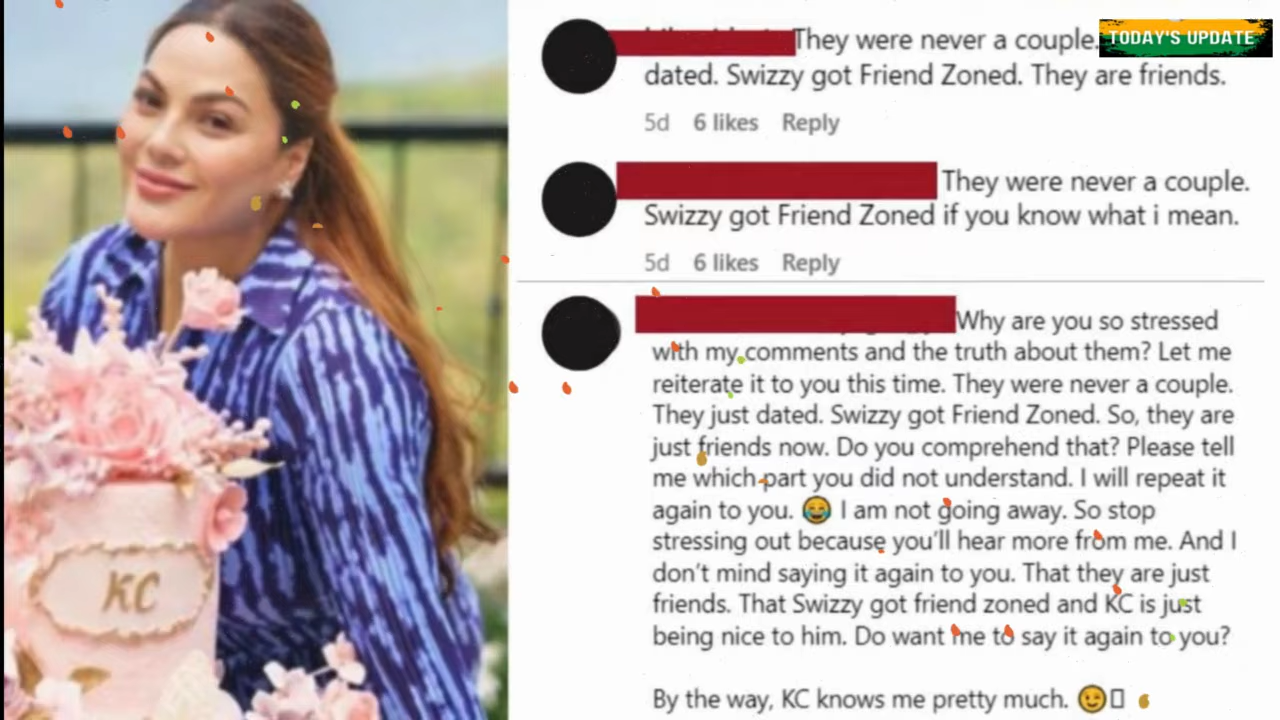 They were never a couple.
TODAY'S UPDATE
dated. Swizzy got Friend Zoned. They are friends.
5d 6 likes Reply
They were never a couple.
Swizzy got Friend Zoned if you know what i mean.
5d 6 likes Reply
Why are you so stressed
with my comments and the truth about them? Let me
reiterate it to you this time. They were never a couple.
They just dated. Swizzy got Friend Zoned. So, they are
just friends now. Do you comprehend that? Please tell
me which part you did not understand. I will repeat it
again to you. 😂 I am not going away. So stop
stressing out because you'll hear more from me. And I
don't mind saying it again to you. That they are just
friends. That Swizzy got friend zoned and KC is just
being nice to him. Do want me to say it again to you?
By the way, KC knows me pretty much. 😉
KC